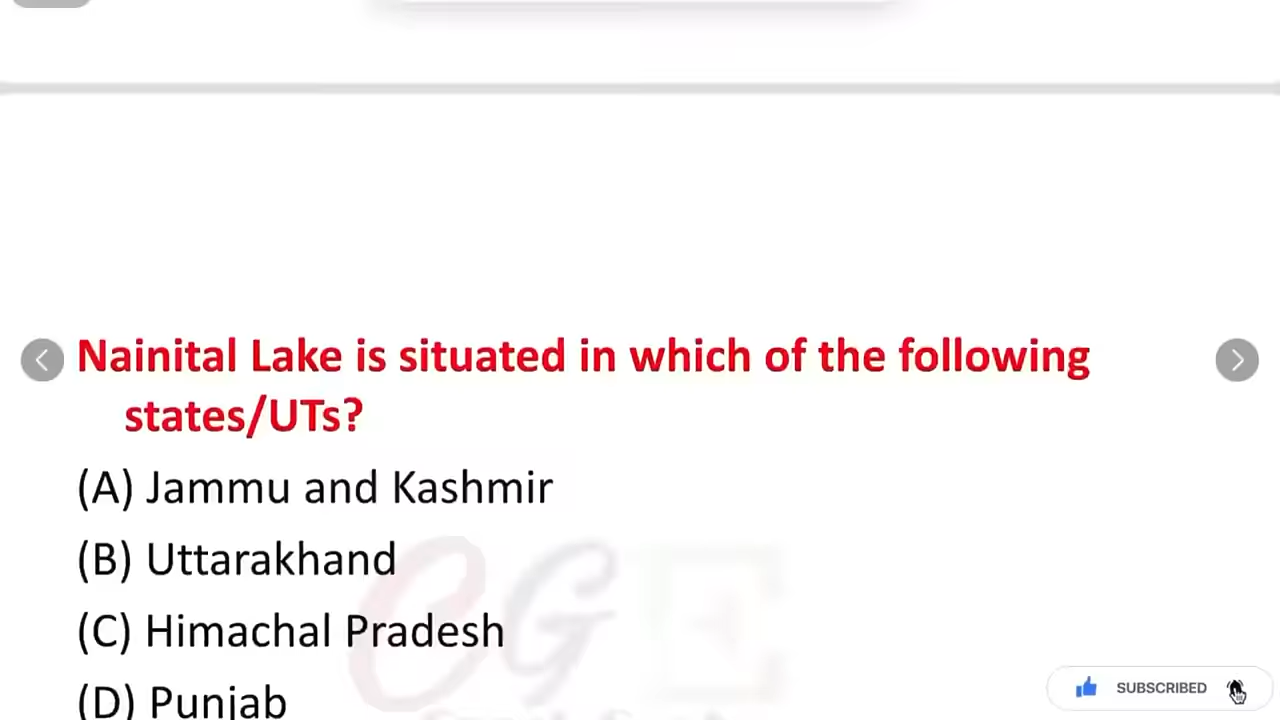 Nainital Lake is situated in which of the following
states/UTs?
(A) Jammu and Kashmir
(B) Uttarakhand
(C) Himachal Pradesh
(D) Punjab
CGE
SUBSCRIBED